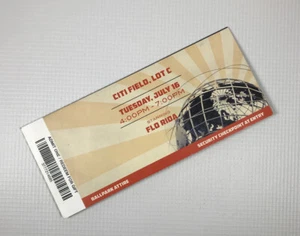 CITI FIELD, LOT C
TUESDAY, JULY 16
4:00PM - 7:00PM
FLO RIDA
BALLPARK ATTIRE
SECURITY CHECKPOINT AT ENTRY